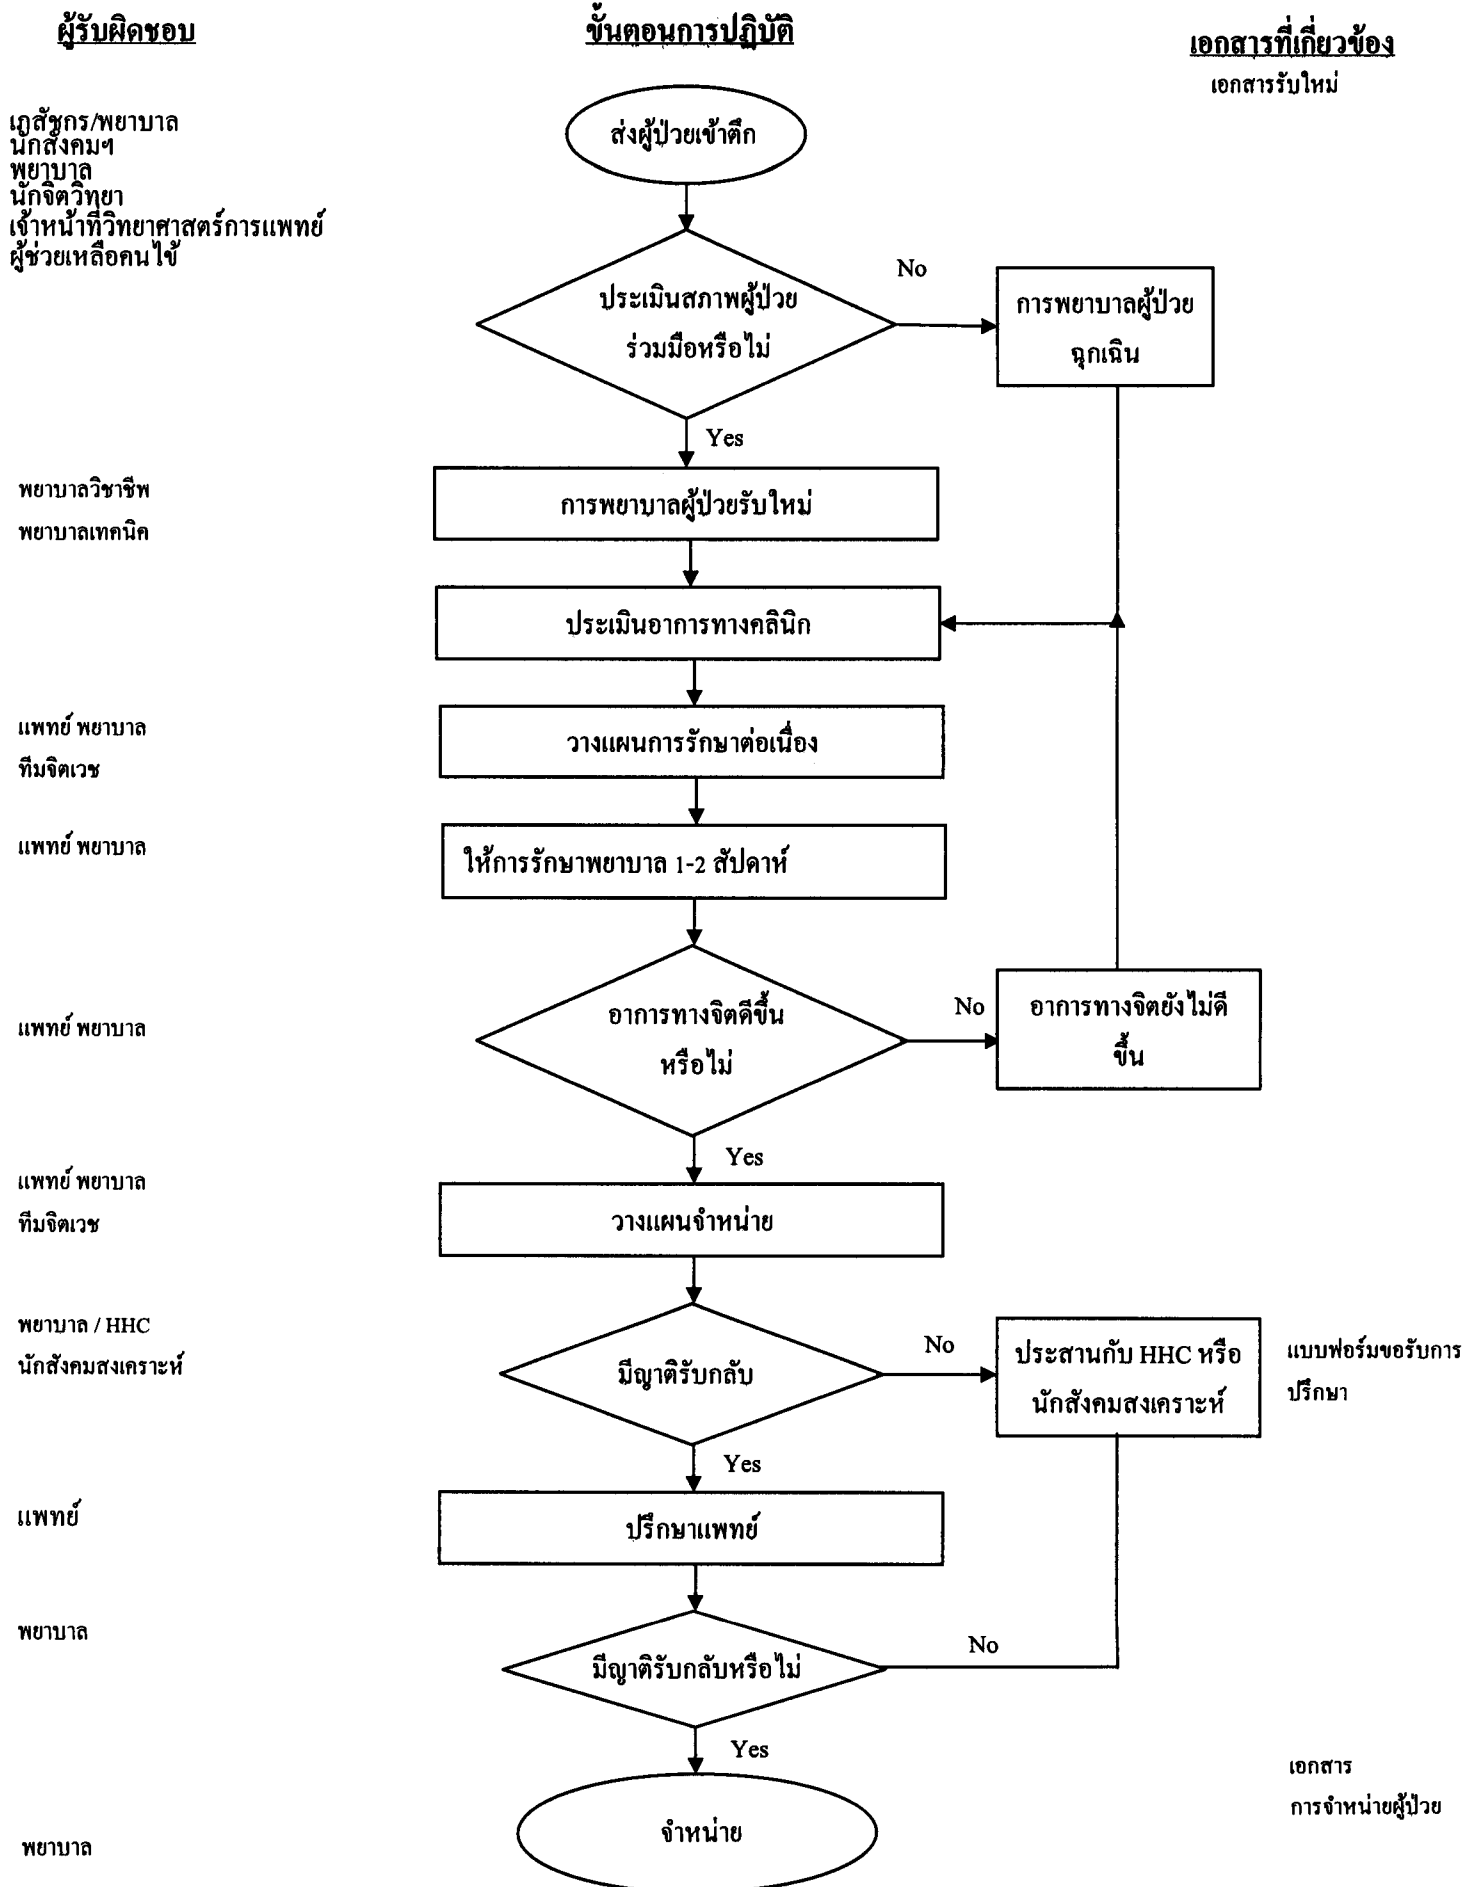 ผู้รับผิดชอบ
ขั้นตอนการปฏิบัติ
เอกสารที่เกี่ยวข้อง
เอกสารรับใหม่
เภสัชกร/พยาบาล
นักสังคมฯ
พยาบาล
นักจิตวิทยา
เจ้าหน้าที่วิทยาศาสตร์การแพทย์
ผู้ช่วยเหลือคนไข้
ส่งผู้ป่วยเข้าตึก
ประเมินสภาพผู้ป่วย
ร่วมมือหรือไม่
No
การพยาบาลผู้ป่วย
ฉุกเฉิน
Yes
พยาบาลวิชาชีพ
พยาบาลเทคนิค
การพยาบาลผู้ป่วยรับใหม่
ประเมินอาการทางคลินิก
แพทย์ พยาบาล
ทีมจิตเวช
วางแผนการรักษาต่อเนื่อง
แพทย์ พยาบาล
ให้การรักษาพยาบาล 1-2 สัปดาห์
แพทย์ พยาบาล
อาการทางจิตดีขึ้น
หรือไม่
No
อาการทางจิตยังไม่ดี
ขึ้น
Yes
แพทย์ พยาบาล
ทีมจิตเวช
วางแผนจำหน่าย
พยาบาล / HHC
นักสังคมสงเคราะห์
มีญาติรับกลับ
No
ประสานกับ HHC หรือ
นักสังคมสงเคราะห์
แบบฟอร์มขอรับการ
ปรึกษา
Yes
แพทย์
ปรึกษาแพทย์
พยาบาล
มีญาติรับกลับหรือไม่
No
Yes
เอกสาร
การจำหน่ายผู้ป่วย
พยาบาล
จำหน่าย